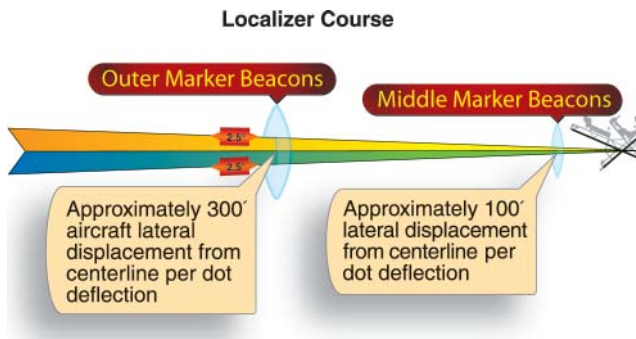 Localizer Course
Outer Marker Beacons
Middle Marker Beacons
2.5˚
2.5˚
Approximately 300´
aircraft lateral
displacement from
centerline per dot
deflection
Approximately 100´
lateral displacement
from centerline per
dot deflection